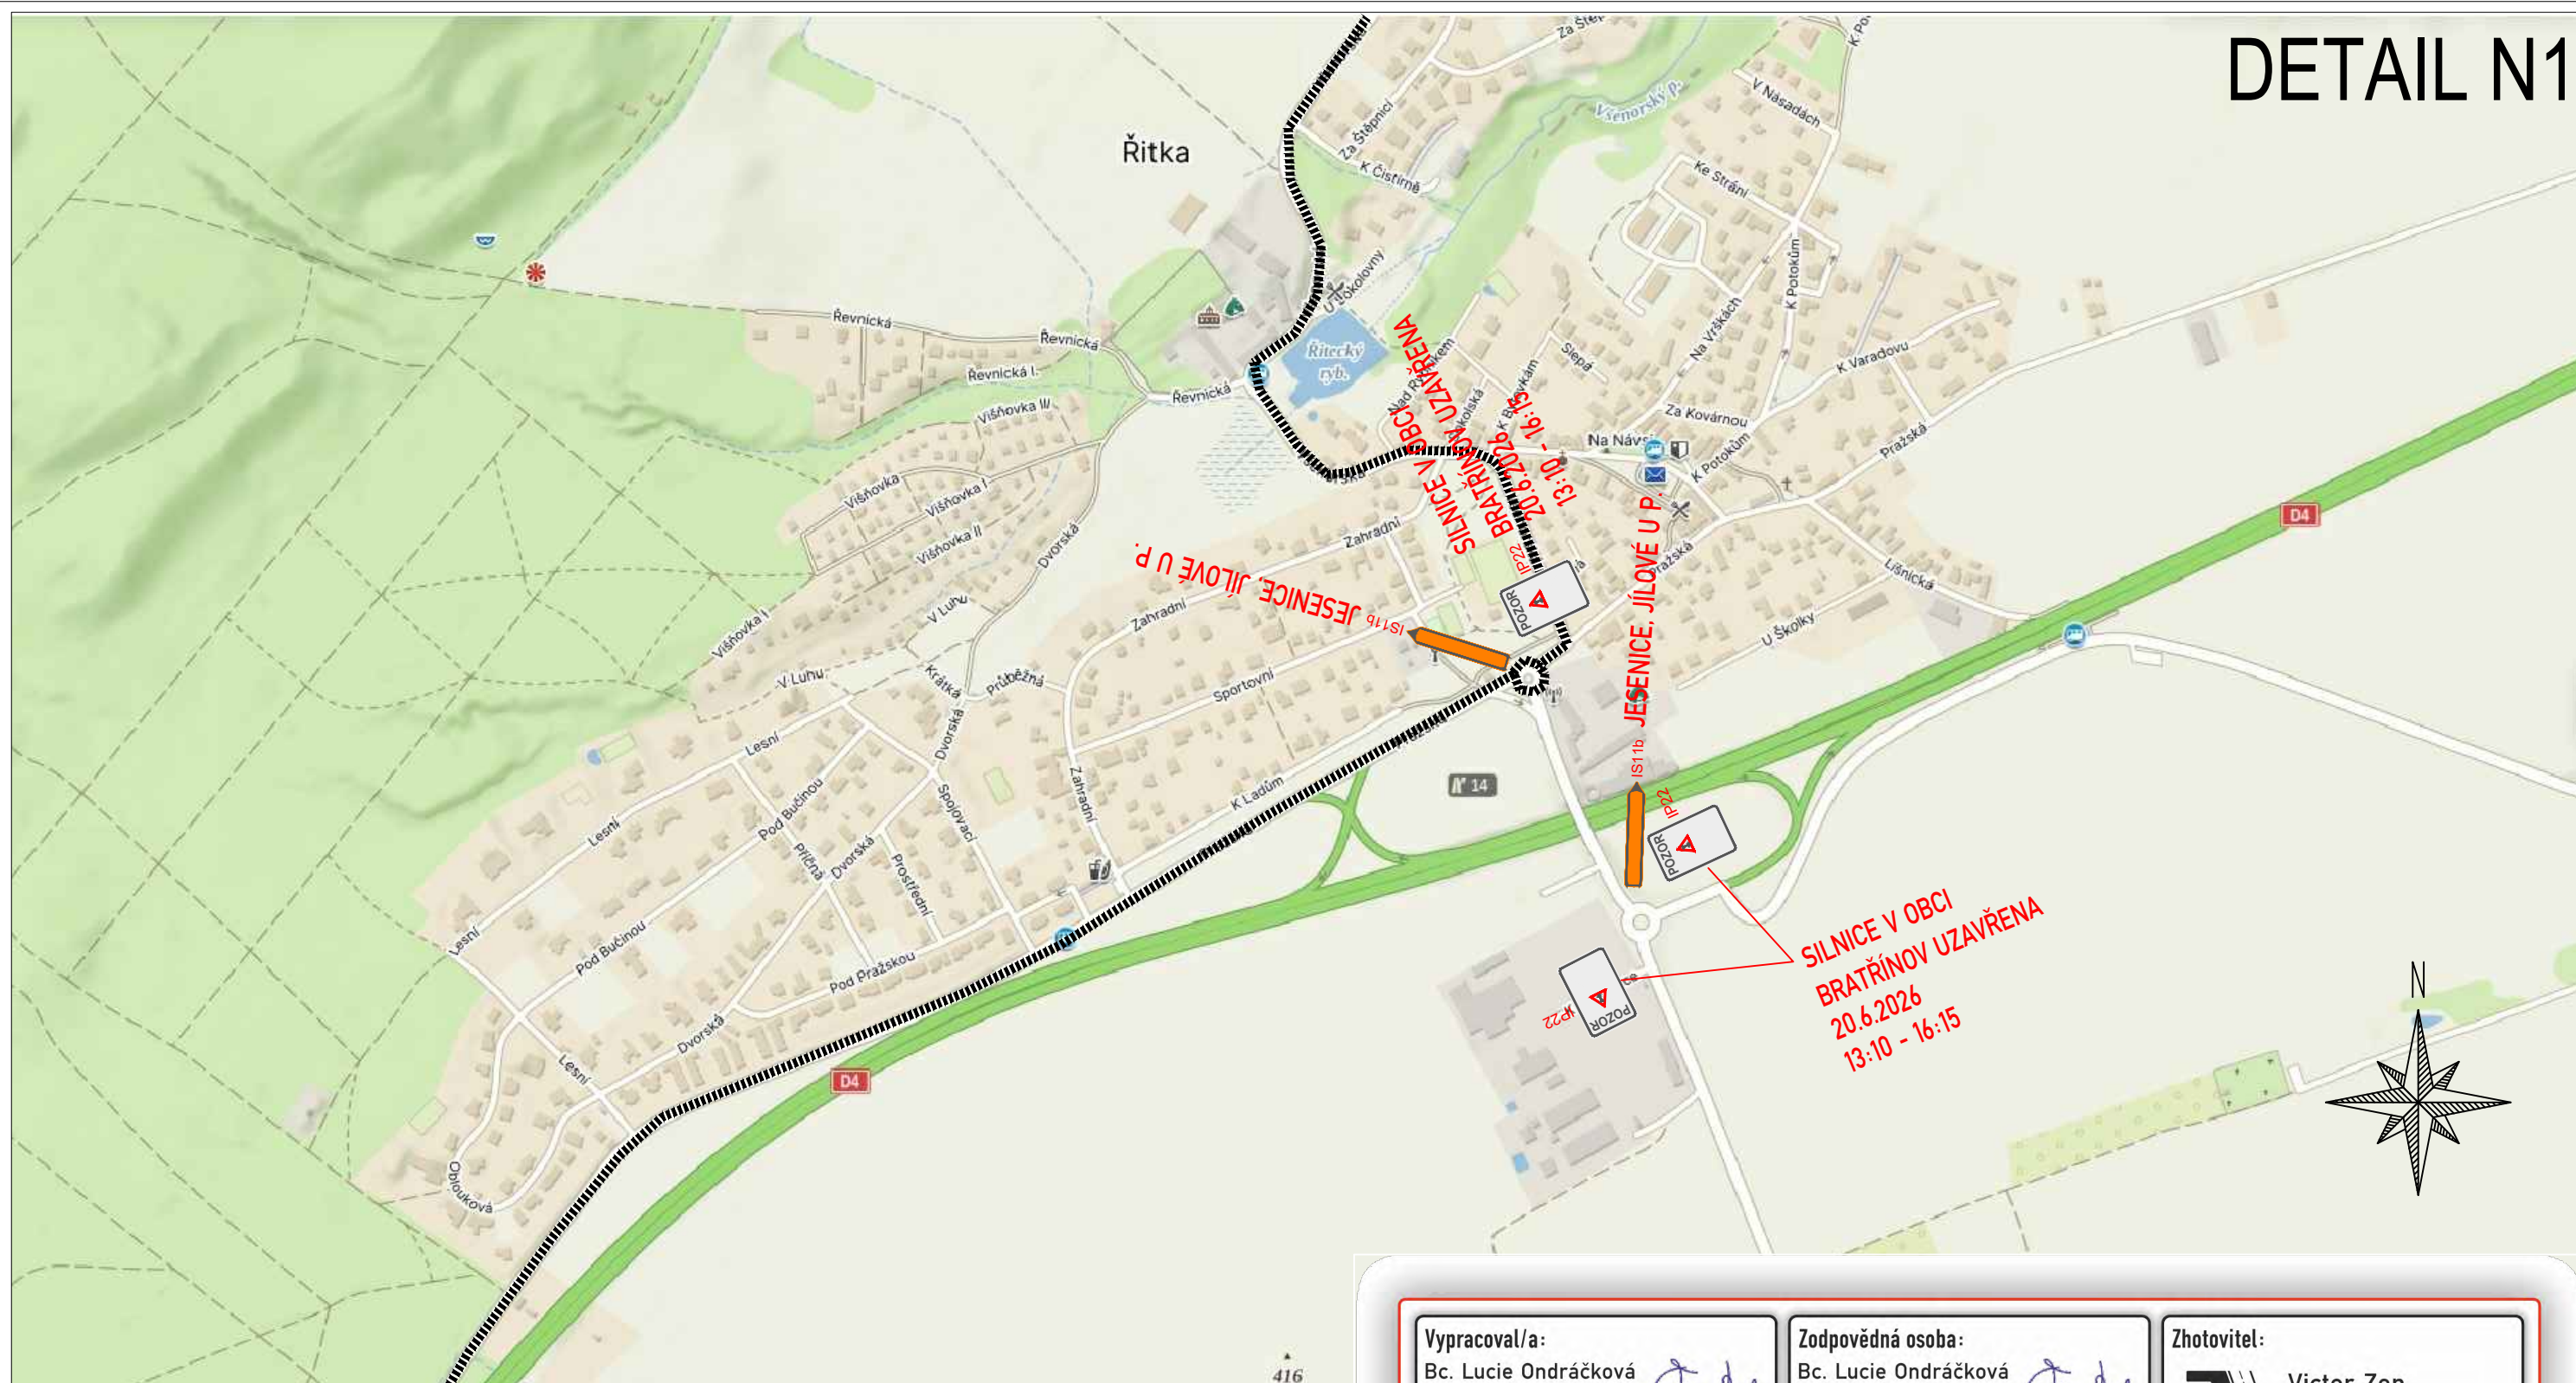 DETAIL N1
Za Štěpnicí
K Čistírně
Všenorský p.
V Násadách
Ke Strání
K Potokům
Řitka
U Sokolovny
Řitecký
ryb.
Řevnická
Řevnická
Řevnická I.
Řevnická
Višňovka III
Višňovka
Višňovka I
Višňovka II
Višňovka I
Dvorská
V Luhu
V Luhu
Krátká
Průběžná
Dvorská
Slepá
Na Vrškách
K Varadovu
Za Kovárnou
Na Návsi
K Potokům
Pražská
Pražská
Líšnická
U Školky
Zahradní
Zahradní
Zahradní
Sportovní
K Ladům
Lesní
Lesní
Lesní
Lesní
Pod Bučinou
Pod Bučinou
Příčná
Dvorská
Prostřední
Spojovací
Pod Pražskou
Dvorská
Oblouková
SILNICE V OBCI
BRATŘÍNOV UZAVŘENA
20.6.2026
13:10 - 16:15
IP22
POZOR
JESENICE, JÍLOVÉ U P.
IS11b
JESENICE, JÍLOVÉ U P.
IS11b
IP22
POZOR
IP22
POZOR
SILNICE V OBCI
BRATŘÍNOV UZAVŘENA
20.6.2026
13:10 - 16:15
D4
D4
14
N
416
Vypracoval/a:
Bc. Lucie Ondráčková
Zodpovědná osoba:
Bc. Lucie Ondráčková
Zhotovitel: